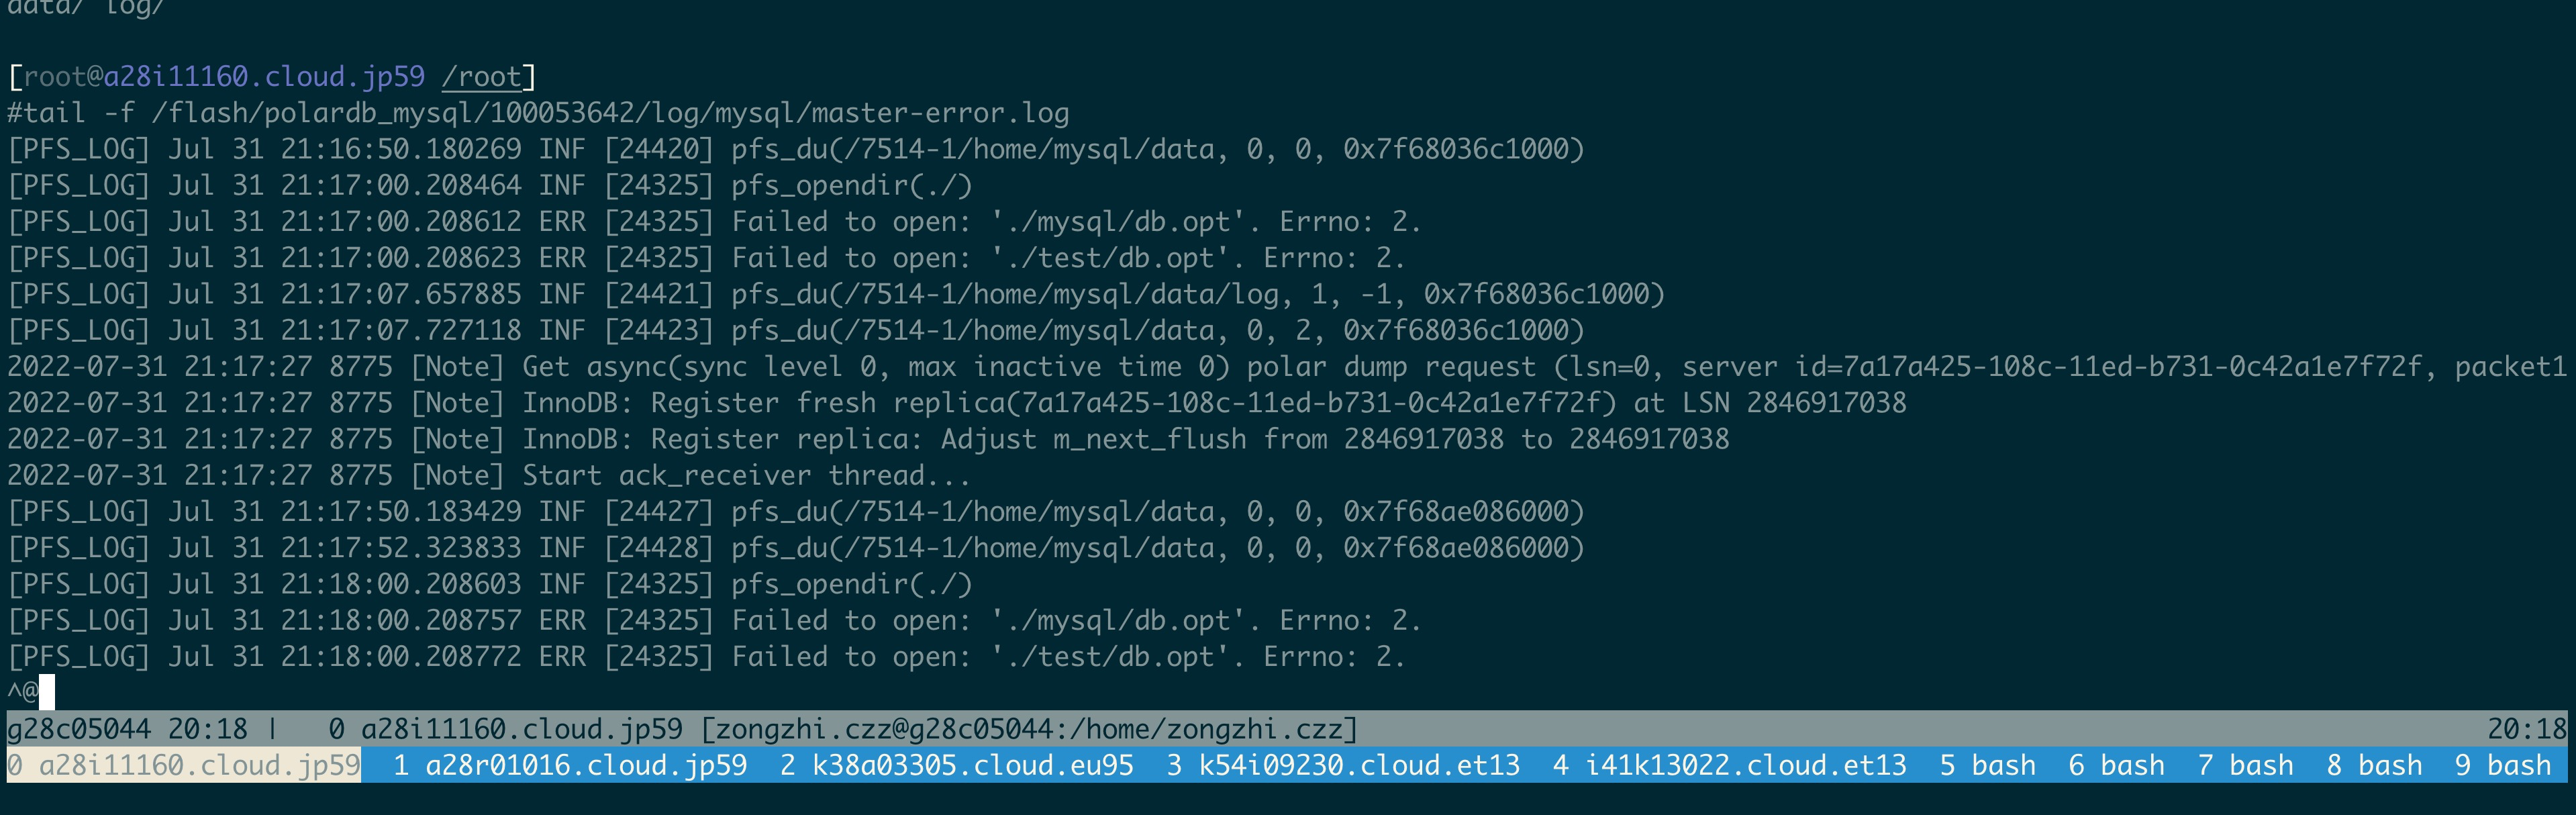 data/ log/
[root@a28i11160.cloud.jp59 /root]
#tail -f /flash/polardb_mysql/100053642/log/mysql/master-error.log
[PFS_LOG] Jul 31 21:16:50.180269 INF [24420] pfs_du(/7514-1/home/mysql/data, 0, 0, 0x7f68036c1000)
[PFS_LOG] Jul 31 21:17:00.208464 INF [24325] pfs_opendir(./)
[PFS_LOG] Jul 31 21:17:00.208612 ERR [24325] Failed to open: './mysql/db.opt'. Errno: 2.
[PFS_LOG] Jul 31 21:17:00.208623 ERR [24325] Failed to open: './test/db.opt'. Errno: 2.
[PFS_LOG] Jul 31 21:17:07.657885 INF [24421] pfs_du(/7514-1/home/mysql/data/log, 1, -1, 0x7f68036c1000)
[PFS_LOG] Jul 31 21:17:07.727118 INF [24423] pfs_du(/7514-1/home/mysql/data, 0, 2, 0x7f68036c1000)
2022-07-31 21:17:27 8775 [Note] Get async(sync level 0, max inactive time 0) polar dump request (lsn=0, server id=7a17a425-108c-11ed-b731-0c42a1e7f72f, packet1
2022-07-31 21:17:27 8775 [Note] InnoDB: Register fresh replica(7a17a425-108c-11ed-b731-0c42a1e7f72f) at LSN 2846917038
2022-07-31 21:17:27 8775 [Note] InnoDB: Register replica: Adjust m_next_flush from 2846917038 to 2846917038
2022-07-31 21:17:27 8775 [Note] Start ack_receiver thread...
[PFS_LOG] Jul 31 21:17:50.183429 INF [24427] pfs_du(/7514-1/home/mysql/data, 0, 0, 0x7f68ae086000)
[PFS_LOG] Jul 31 21:17:52.323833 INF [24428] pfs_du(/7514-1/home/mysql/data, 0, 0, 0x7f68ae086000)
[PFS_LOG] Jul 31 21:18:00.208603 INF [24325] pfs_opendir(./)
[PFS_LOG] Jul 31 21:18:00.208757 ERR [24325] Failed to open: './mysql/db.opt'. Errno: 2.
[PFS_LOG] Jul 31 21:18:00.208772 ERR [24325] Failed to open: './test/db.opt'. Errno: 2.
^@
g28c05044 20:18 |   0 a28i11160.cloud.jp59 [zongzhi.czz@g28c05044:/home/zongzhi.czz] 20:18
0 a28i11160.cloud.jp59  1 a28r01016.cloud.jp59  2 k38a03305.cloud.eu95  3 k54i09230.cloud.et13  4 i41k13022.cloud.et13  5 bash  6 bash  7 bash  8 bash  9 bash